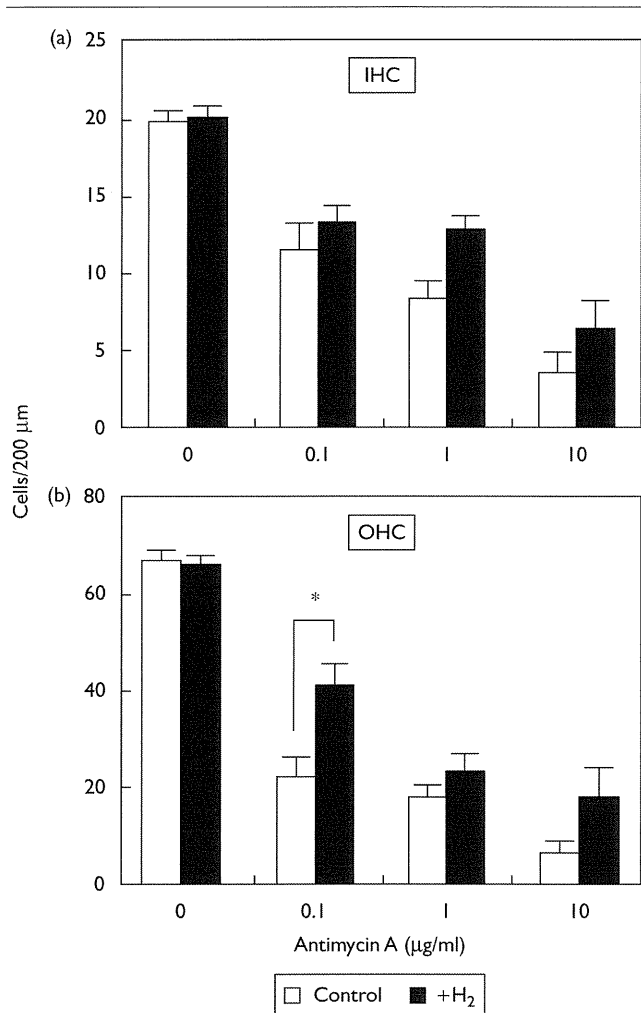 (a)
IHC
25
20
15
10
5
0
0 0.1 1 10
Cells/200 μm
(b)
OHC
80
60
40
20
0
*
0 0.1 1 10
Antimycin A (μg/ml)
Control +H₂